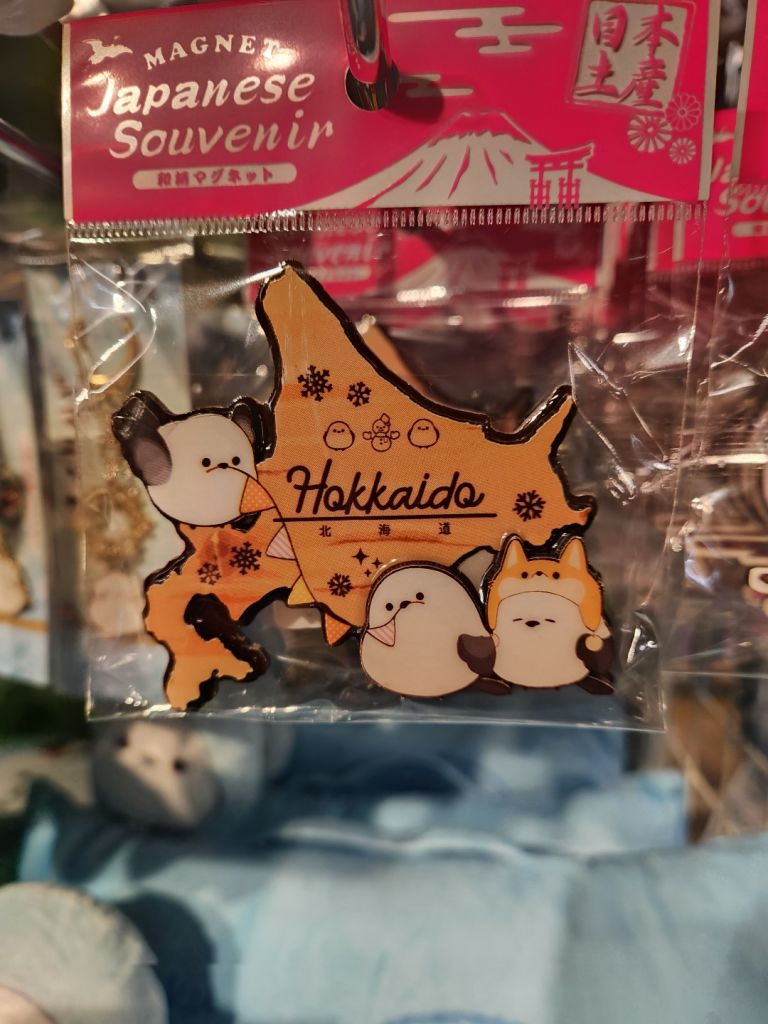 MAGNET
Japanese
Souvenir
和柄マグネット
日本
土産
Hokkaido
北海道